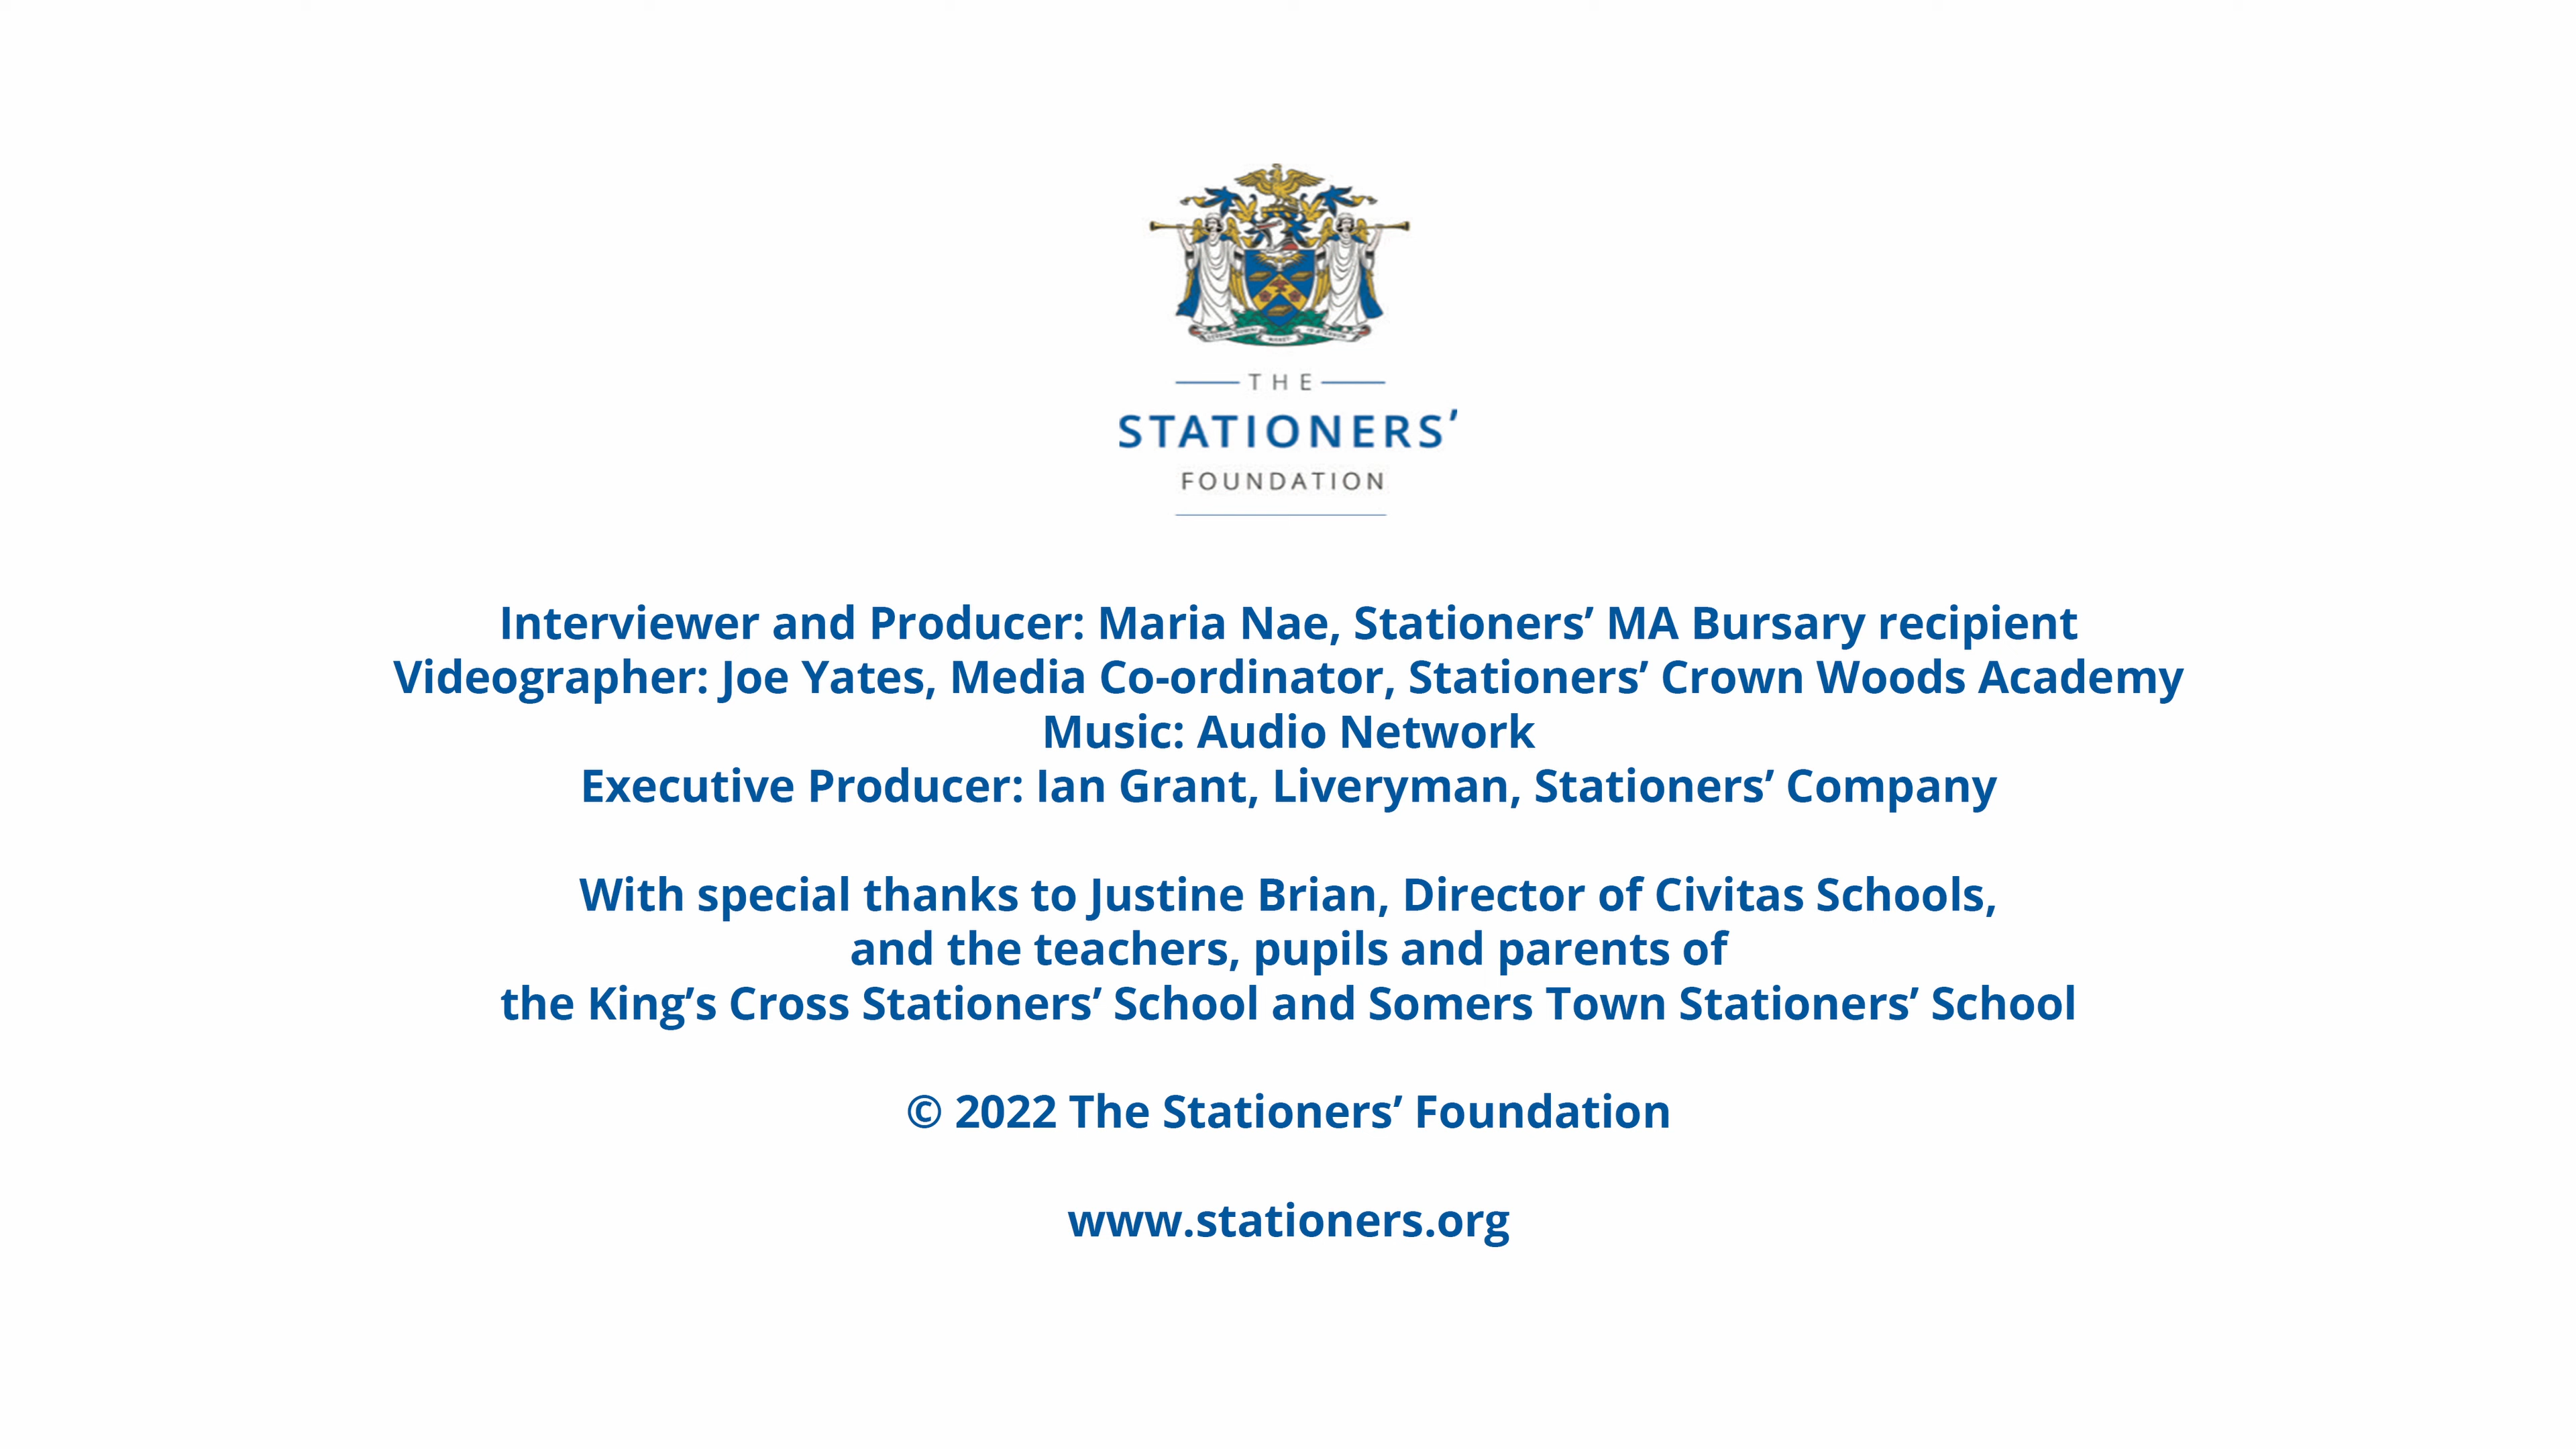 THE
STATIONERS’
FOUNDATION
Interviewer and Producer: Maria Nae, Stationers’ MA Bursary recipient
Videographer: Joe Yates, Media Co-ordinator, Stationers’ Crown Woods Academy
Music: Audio Network
Executive Producer: Ian Grant, Liveryman, Stationers’ Company
With special thanks to Justine Brian, Director of Civitas Schools,
and the teachers, pupils and parents of
the King’s Cross Stationers’ School and Somers Town Stationers’ School
© 2022 The Stationers’ Foundation
www.stationers.org